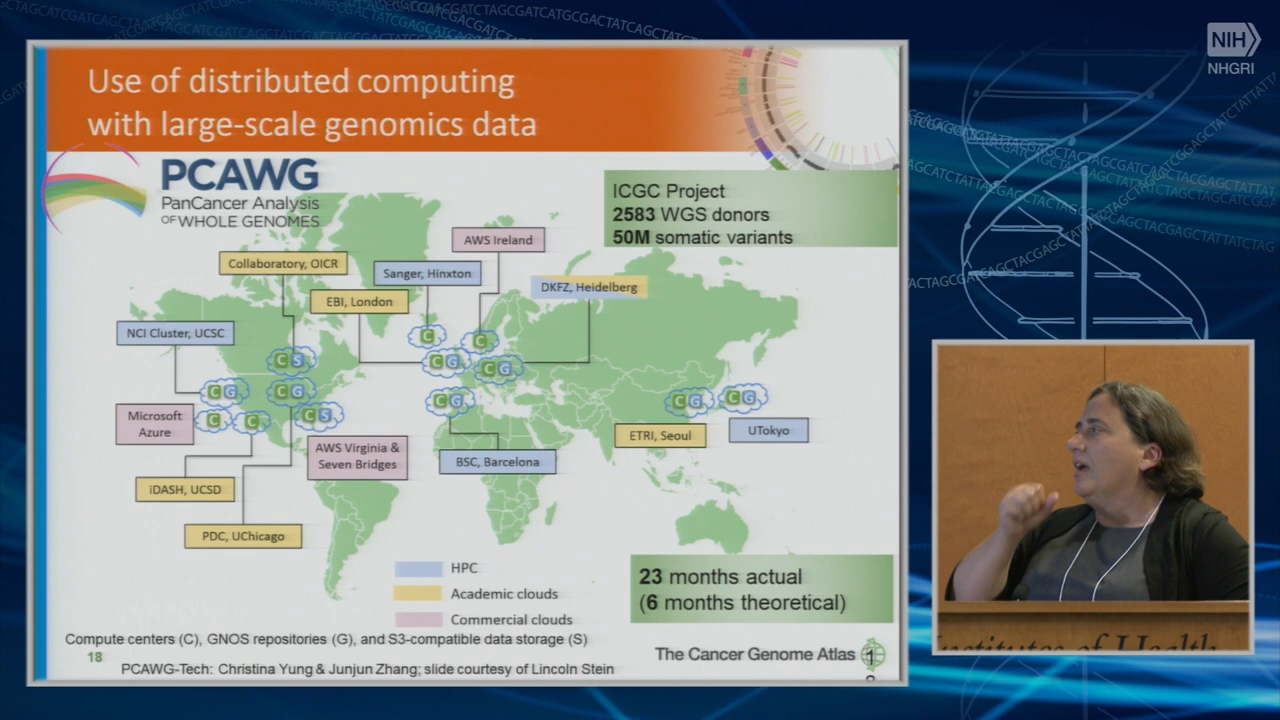 NIH
NHGRI
Use of distributed computing
with large-scale genomics data
PCAWG
PanCancer Analysis
OF WHOLE GENOMES
ICGC Project
2583 WGS donors
50M somatic variants
AWS Ireland
Collaboratory, OICR
Sanger, Hinxton
DKFZ, Heidelberg
EBI, London
NCI Cluster, UCSC
C
C
C S
C G
C G
C G
C G
C G
C G
C G
C
C
C S
Microsoft
Azure
AWS Virginia &
Seven Bridges
ETRI, Seoul
UTokyo
BSC, Barcelona
iDASH, UCSD
PDC, UChicago
HPC
Academic clouds
Commercial clouds
23 months actual
(6 months theoretical)
Compute centers (C), GNOS repositories (G), and S3-compatible data storage (S)
18
The Cancer Genome Atlas
1
PCAWG-Tech: Christina Yung & Junjun Zhang; slide courtesy of Lincoln Stein
nstitutes of Health